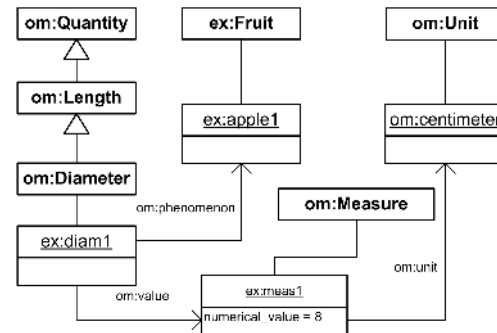 om:Quantity
ex:Fruit
om:Unit
om:Length
ex:apple1
om:centimeter
om:Diameter
om:phenomenon
om:Measure
ex:diam1
om:unit
om:value
ex:meas1
numerical_value = 8